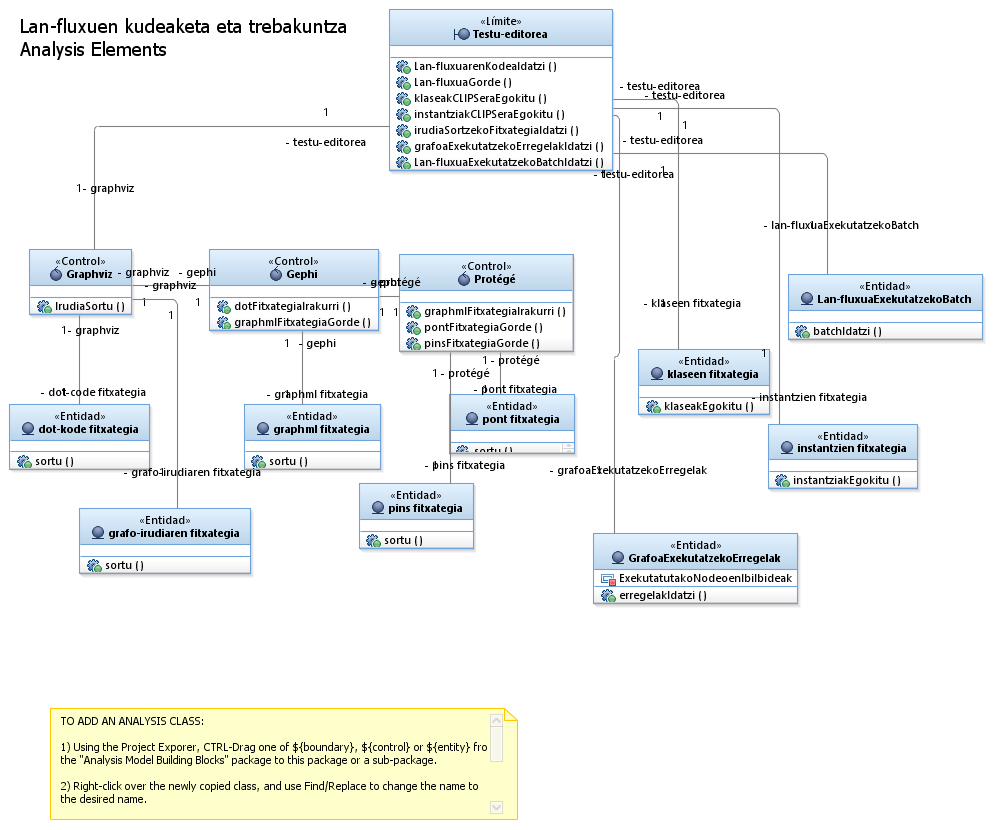 Lan-fluxuen kudeaketa eta trebakuntza
Analysis Elements
«Límite»
Testu-editorea
Lan-fluxuarenKodeaIdatzi ( )
Lan-fluxuaGorde ( )
klaseakCLIPSeraEgokitu ( )
instantziakCLIPSeraEgokitu ( )
irudiaSortzekoFitxategiaIdatzi ( )
grafoaExekutatzekoErregelakIdatzi ( )
Lan-fluxuaExekutatzekoBatchIdatzi ( )
- testu-editorea
- testu-editorea
1
1
1
- testu-editorea
- testu-editorea
1
- testu-editorea
1
- graphviz
- lan-fluxuaExekutatzekoBatch
«Control»
Graphviz
IrudiaSortu ( )
- graphviz
- gephi
- graphviz
1
1
1
«Control»
Gephi
dotFitxategiaIrakurri ( )
graphmlFitxategiaGorde ( )
- gephi
- protégé
1
1
«Control»
Protégé
graphmlFitxategiaIrakurri ( )
pontFitxategiaGorde ( )
pinsFitxategiaGorde ( )
«Entidad»
Lan-fluxuaExekutatzekoBatch
batchIdatzi ( )
- klaseen fitxategia
1 - graphviz
1 - gephi
1 - protégé
1 - protégé
«Entidad»
klaseen fitxategia
klaseakEgokitu ( )
1
- instantzien fitxategia
- dot-code fitxategia
- graphml fitxategia
- pont fitxategia
«Entidad»
dot-kode fitxategia
sortu ( )
«Entidad»
graphml fitxategia
sortu ( )
«Entidad»
pont fitxategia
sortu ( )
«Entidad»
instantzien fitxategia
instantziakEgokitu ( )
- grafo-irudiaren fitxategia
- pins fitxategia
- grafoaExekutatzekoErregelak
«Entidad»
grafo-irudiaren fitxategia
sortu ( )
«Entidad»
pins fitxategia
sortu ( )
«Entidad»
GrafoaExekutatzekoErregelak
ExekutatutakoNodeoenIbilbideak
erregelakIdatzi ( )
TO ADD AN ANALYSIS CLASS:
1) Using the Project Exporer, CTRL-Drag one of ${boundary}, ${control} or ${entity} fro
the "Analysis Model Building Blocks" package to this package or a sub-package.
2) Right-click over the newly copied class, and use Find/Replace to change the name to
the desired name.